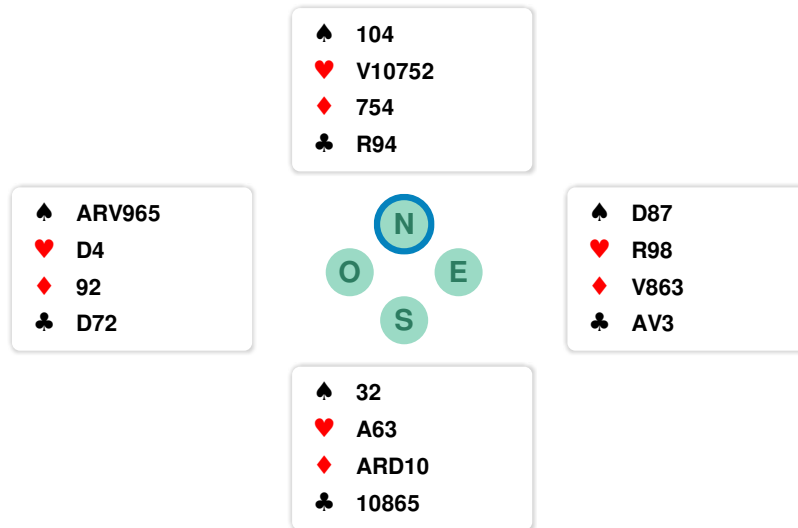 ♠ 104
♥ V10752
♦ 754
♣ R94
♠ ARV965
♥ D4
♦ 92
♣ D72
N
O E
S
♠ D87
♥ R98
♦ V863
♣ AV3
♠ 32
♥ A63
♦ ARD10
♣ 10865